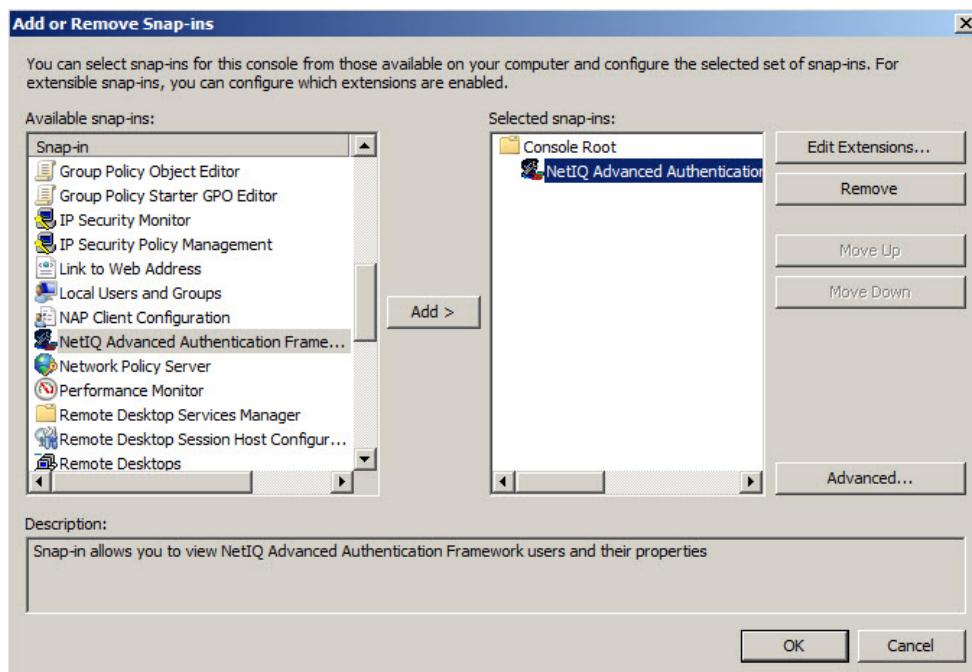 Add or Remove Snap-ins
You can select snap-ins for this console from those available on your computer and configure the selected set of snap-ins. For
extensible snap-ins, you can configure which extensions are enabled.
Available snap-ins:
Snap-in
Group Policy Object Editor
Group Policy Starter GPO Editor
IP Security Monitor
IP Security Policy Management
Link to Web Address
Local Users and Groups
NAP Client Configuration
NetIQ Advanced Authentication Frame...
Network Policy Server
Performance Monitor
Remote Desktop Services Manager
Remote Desktop Session Host Configur...
Remote Desktops
Add >
Selected snap-ins:
Console Root
NetIQ Advanced Authentication
Edit Extensions...
Remove
Move Up
Move Down
Advanced...
Description:
Snap-in allows you to view NetIQ Advanced Authentication Framework users and their properties
OK
Cancel